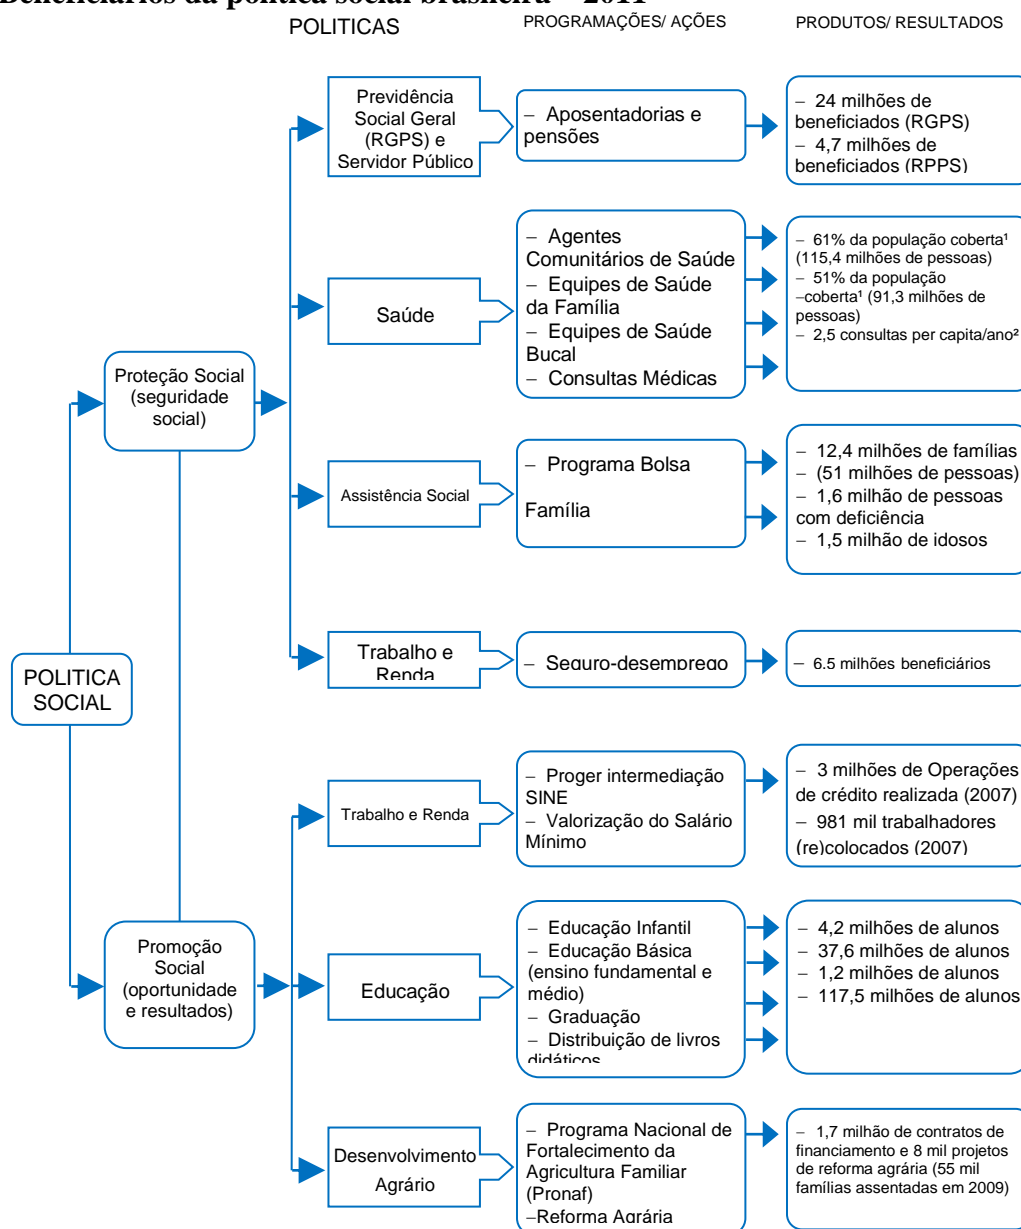 Beneficiários da política social brasileira – 2011
POLITICAS
PROGRAMAÇÕES/ AÇÕES
PRODUTOS/ RESULTADOS
Previdência
Social Geral
(RGPS) e
Servidor Público
– Aposentadorias e
pensões
– 24 milhões de
beneficiados (RGPS)
– 4,7 milhões de
beneficiados (RPPS)
Saúde
– Agentes
Comunitários de Saúde
– Equipes de Saúde
da Família
– Equipes de Saúde
Bucal
– Consultas Médicas
– 61% da população coberta¹
(115,4 milhões de pessoas)
– 51% da população
–coberta¹ (91,3 milhões de
pessoas)
– 2,5 consultas per capita/ano²
Proteção Social
(seguridade
social)
Assistência Social
– Programa Bolsa
Família
– 12,4 milhões de famílias
– (51 milhões de pessoas)
– 1,6 milhão de pessoas
com deficiência
– 1,5 milhão de idosos
Trabalho e
Renda
– Seguro-desemprego
– 6.5 milhões beneficiários
POLITICA
SOCIAL
Trabalho e Renda
– Proger intermediação
SINE
– Valorização do Salário
Mínimo
– 3 milhões de Operações
de crédito realizada (2007)
– 981 mil trabalhadores
(re)colocados (2007)
Promoção
Social
(oportunidade
e resultados)
Educação
– Educação Infantil
– Educação Básica
(ensino fundamental e
médio)
– Graduação
– Distribuição de livros
didáticos
– 4,2 milhões de alunos
– 37,6 milhões de alunos
– 1,2 milhões de alunos
– 117,5 milhões de alunos
Desenvolvimento
Agrário
– Programa Nacional de
Fortalecimento da
Agricultura Familiar
(Pronaf)
–Reforma Agrária
– 1,7 milhão de contratos de
financiamento e 8 mil projetos
de reforma agrária (55 mil
famílias assentadas em 2009)